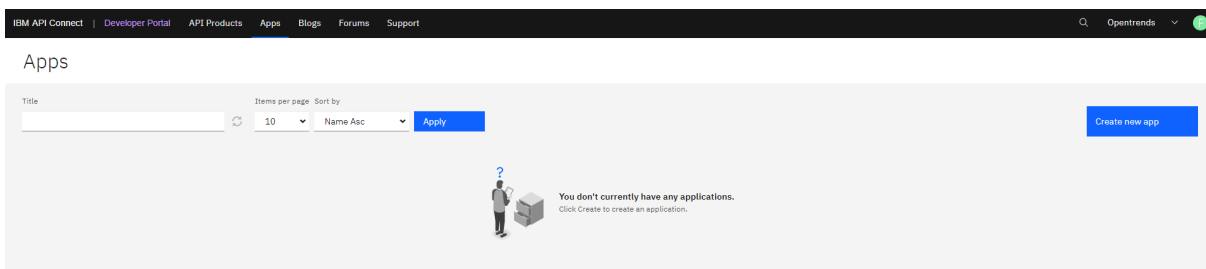 IBM API Connect | Developer Portal API Products Apps Blogs Forums Support Opentrends
Apps
Title Items per page Sort by
10 Name Asc Apply Create new app
?
You don't currently have any applications.
Click Create to create an application.